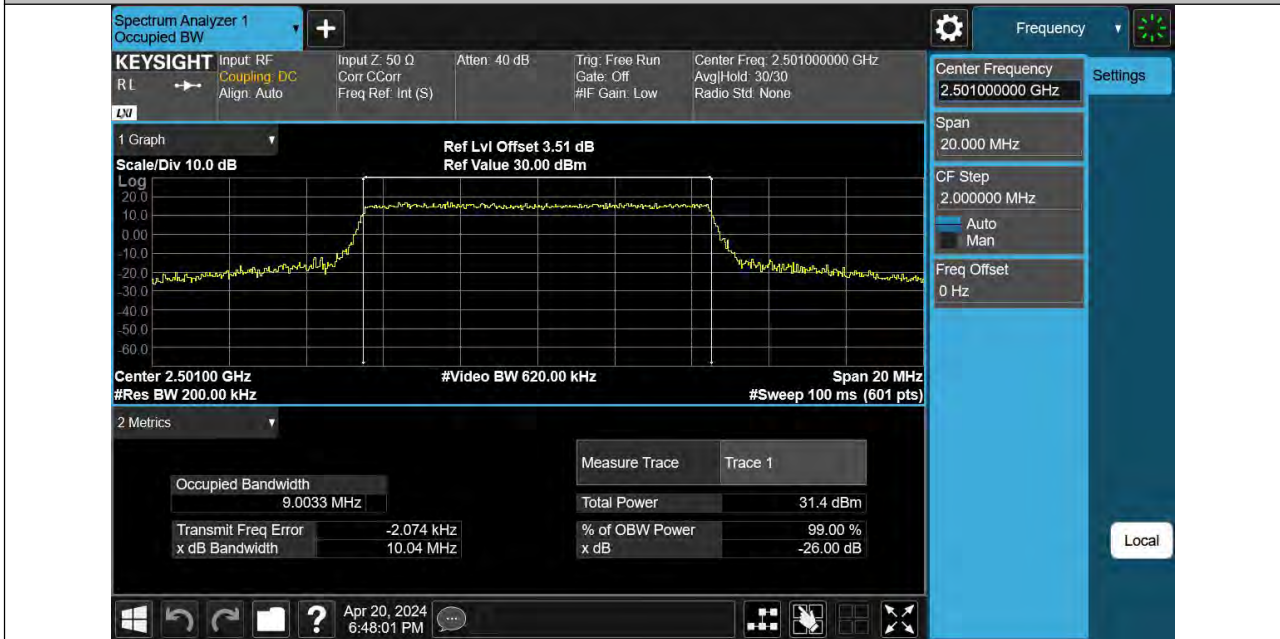 Spectrum Analyzer 1
Occupied BW
Frequency
KEYSIGHT
RL
LXI
Input: RF
Coupling: DC
Align: Auto
Input Z: 50 Ω
Corr CCorr
Freq Ref: Int (S)
Atten: 40 dB
Trig: Free Run
Gate: Off
#IF Gain: Low
Center Freq: 2.501000000 GHz
Avg|Hold: 30/30
Radio Std: None
1 Graph
Scale/Div 10.0 dB
Ref Lvl Offset 3.51 dB
Ref Value 30.00 dBm
Log
20.0
10.0
0.00
-10.0
-20.0
-30.0
-40.0
-50.0
-60.0
Center 2.50100 GHz
#Res BW 200.00 kHz
#Video BW 620.00 kHz
Span 20 MHz
#Sweep 100 ms (601 pts)
2 Metrics
Measure Trace Trace 1
Occupied Bandwidth
9.0033 MHz
Total Power 31.4 dBm
Transmit Freq Error -2.074 kHz
% of OBW Power 99.00 %
x dB Bandwidth 10.04 MHz
x dB -26.00 dB
Center Frequency
2.501000000 GHz
Settings
Span
20.000 MHz
CF Step
2.000000 MHz
Auto
Man
Freq Offset
0 Hz
Local
?
Apr 20, 2024
6:48:01 PM